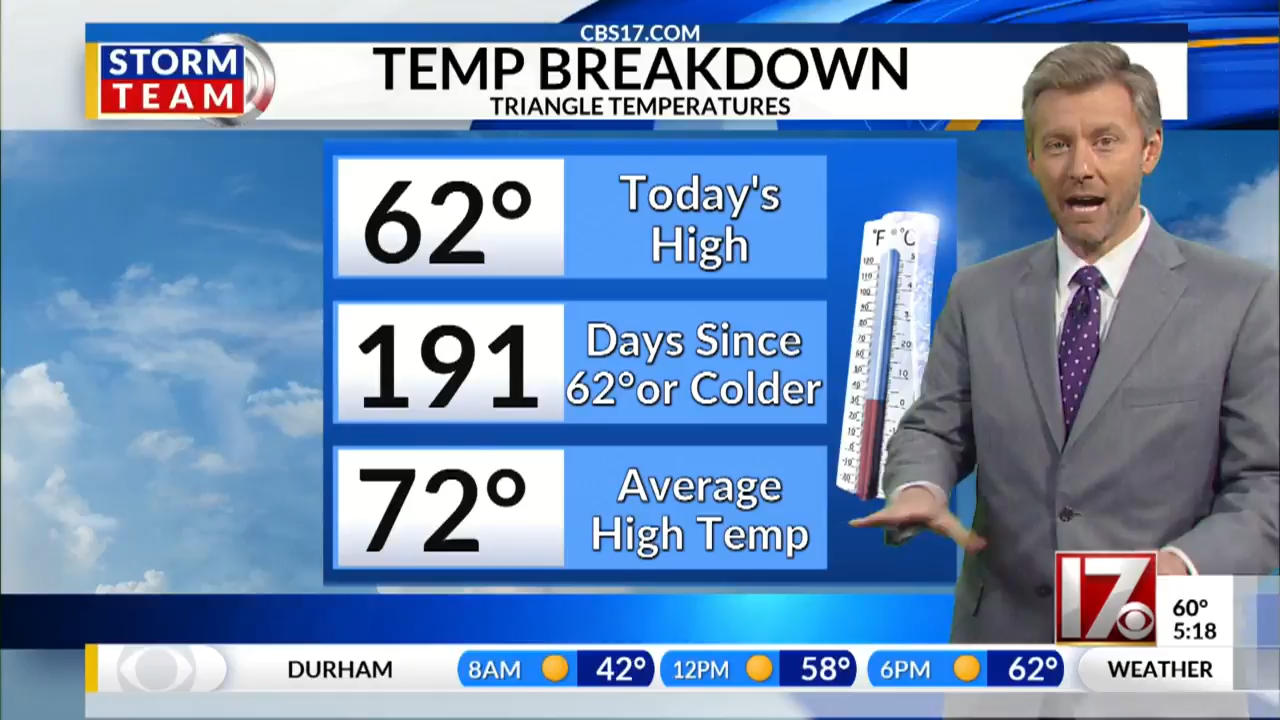 CBS17.COM
STORM
TEAM
TEMP BREAKDOWN
TRIANGLE TEMPERATURES
62°
Today's
High
191
Days Since
62°or Colder
72°
Average
High Temp
°F °C
17
60°
5:18
DURHAM
8AM 42° 12PM 58° 6PM 62°
WEATHER